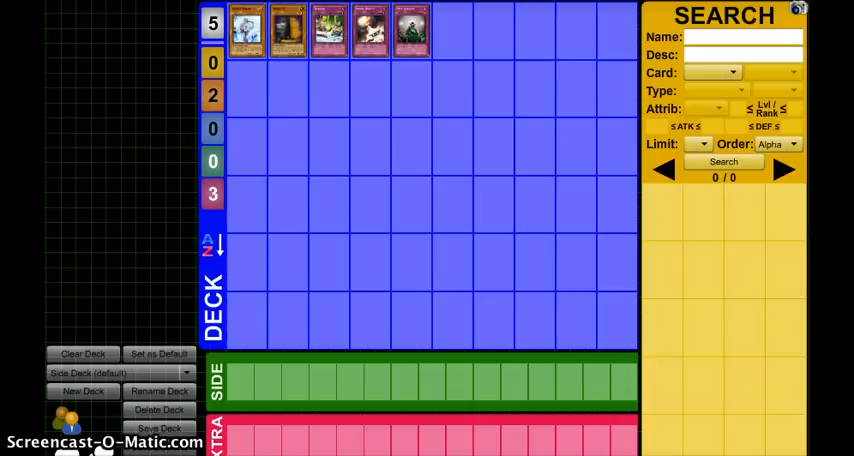 5
0
2
0
0
3
A
Z
DECK
SIDE
XTRA
SEARCH
Name:
Desc:
Card:
Type:
Attrib:
≤ Lvl / Rank ≤
≤ATK≤
≤DEF≤
Limit:
Order: Alpha
Search
0 / 0
Clear Deck
Set as Default
Side Deck (default)
New Deck
Rename Deck
Delete Deck
Save Deck
Screencast-O-Matic.com